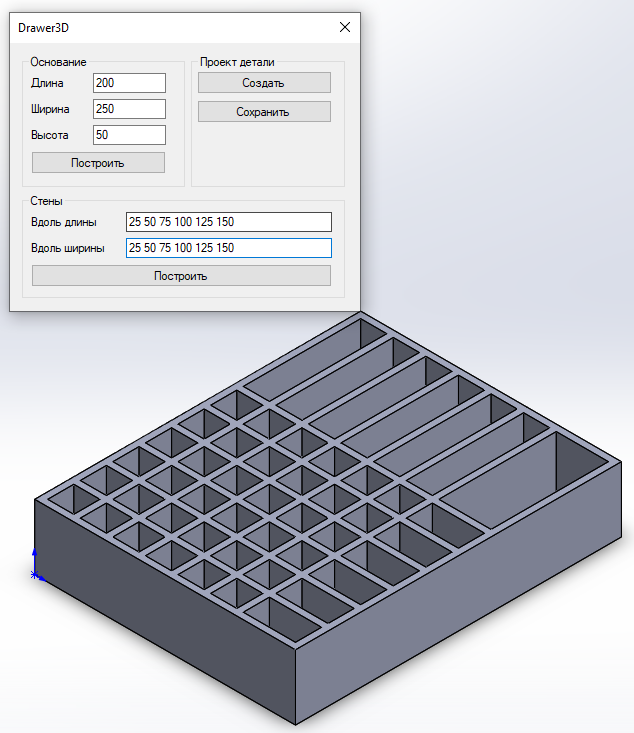 Drawer3D
Основание
Длина 200
Ширина 250
Высота 50
Построить
Проект детали
Создать
Сохранить
Стены
Вдоль длины 25 50 75 100 125 150
Вдоль ширины 25 50 75 100 125 150
Построить